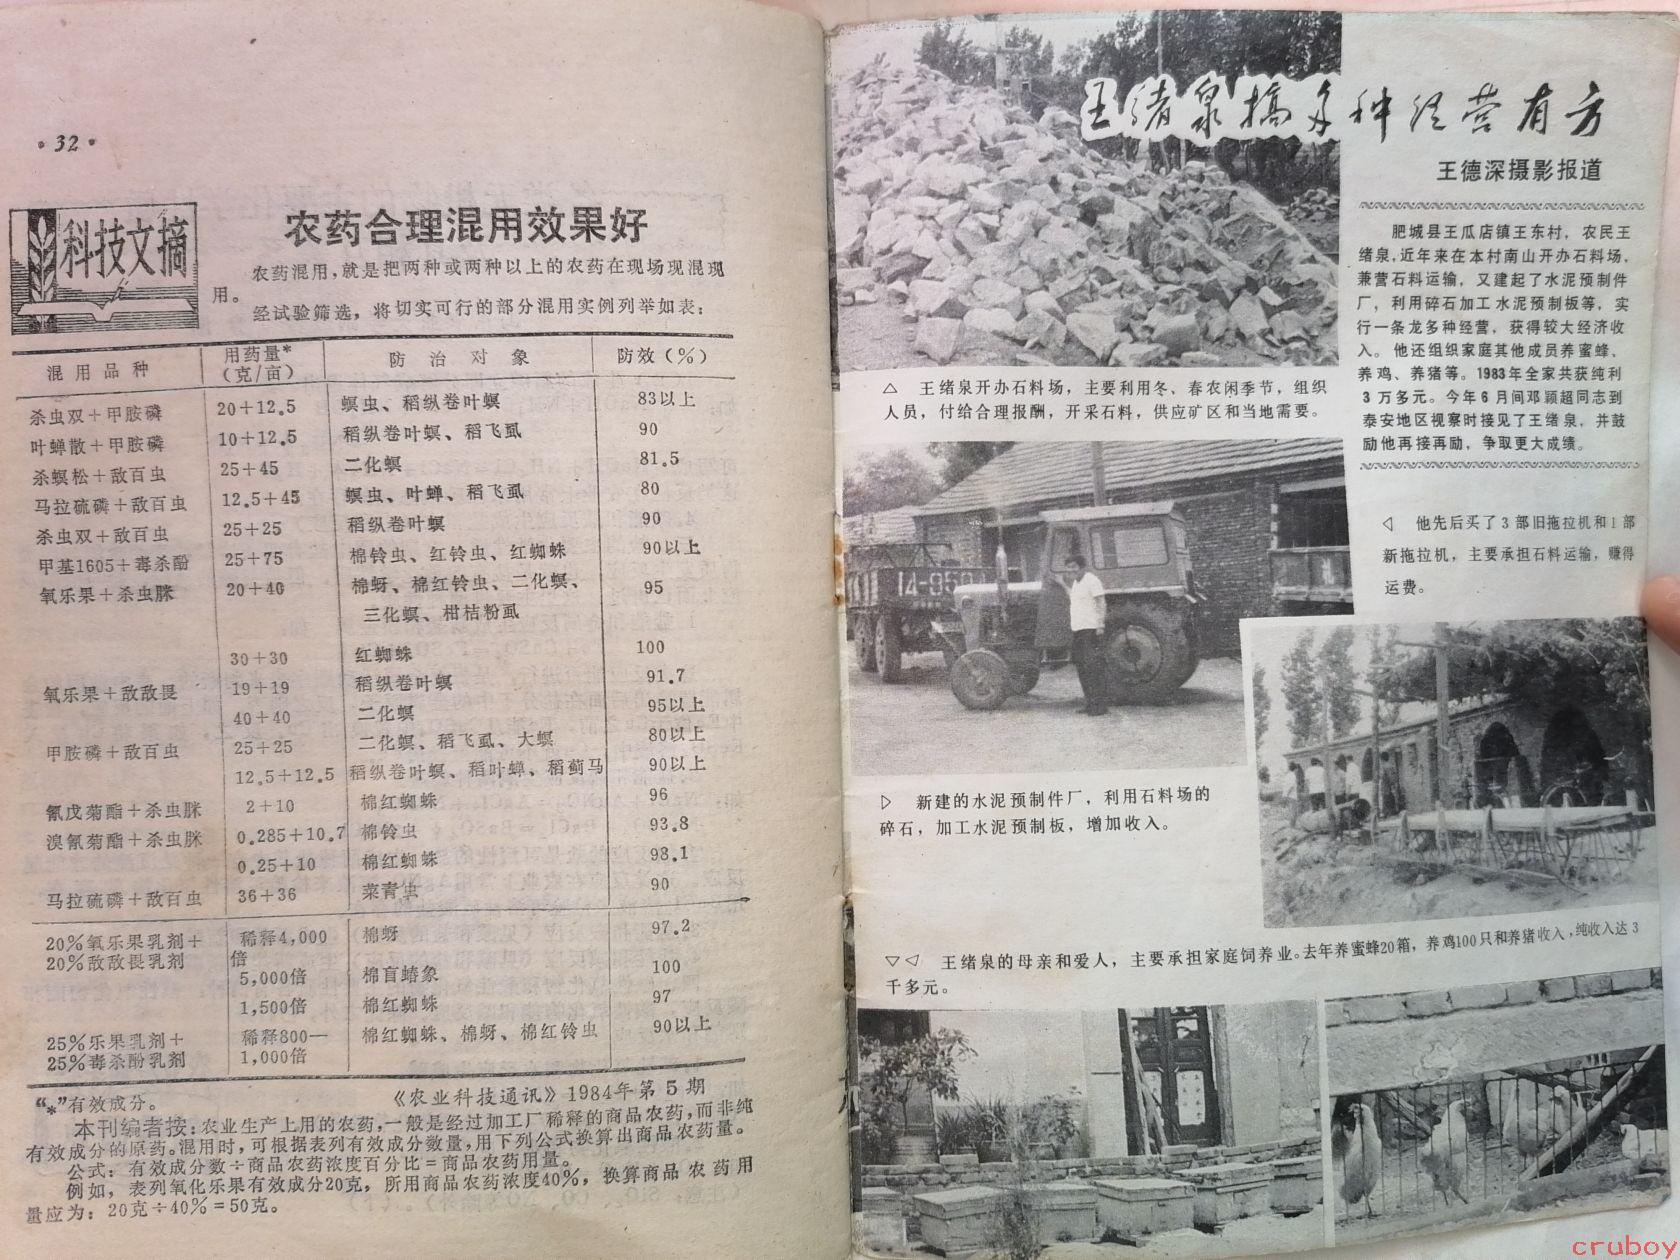 ·32·
科技文摘
农药合理混用效果好
农药混用,就是把两种或两种以上的农药在现场现混现
用。
经试验筛选，将切实可行的部分混用实例列举如表：
混用品种 用药量*(克/亩) 防治对象 防效(%)
杀虫双＋甲胺磷 20＋12.5 螟虫、稻纵卷叶螟 83以上
叶蝉散＋甲胺磷 10＋12.5 稻纵卷叶螟、稻飞虱 90
杀螟松＋敌百虫 25＋45 二化螟 81.5
马拉硫磷＋敌百虫 12.5＋45 螟虫、叶蝉、稻飞虱 80
杀虫双＋敌百虫 25＋25 稻纵卷叶螟 90
甲基1605＋毒杀酚 25＋75 棉铃虫、红铃虫、红蜘蛛 90以上
氧乐果＋杀虫脒 20＋40 棉蚜、棉红铃虫、二化螟、 95
三化螟、柑桔粉虱
30＋30 红蜘蛛 100
氧乐果＋敌敌畏 19＋19 稻纵卷叶螟 91.7
40＋40 二化螟 95以上
甲胺磷＋敌百虫 25＋25 二化螟、稻飞虱、大螟 80以上
12.5＋12.5 稻纵卷叶螟、稻叶蝉、稻蓟马 90以上
氰戊菊酯＋杀虫脒 2＋10 棉红蜘蛛 96
溴氰菊酯＋杀虫脒 0.285＋10.7 棉铃虫 93.8
0.25＋10 棉红蜘蛛 98.1
马拉硫磷＋敌百虫 36＋36 菜青虫 90
20%氧乐果乳剂＋ 稀释4,000 棉蚜 97.2
20%敌敌畏乳剂 倍
5,000倍 棉盲蝽象 100
1,500倍 棉红蜘蛛 97
25%乐果乳剂＋ 稀释800— 棉红蜘蛛、棉蚜、棉红铃虫 90以上
25%毒杀酚乳剂 1,000倍
“*”有效成分。 《农业科技通讯》1984年第5期
本刊编者按：农业生产上用的农药,一般是经过加工厂稀释的商品农药,而非纯
有效成分的原药。混用时，可根据表列有效成分数量，用下列公式换算出商品农药量。
公式：有效成分数÷商品农药浓度百分比＝商品农药用量。
例如，表列氧化乐果有效成分20克，所用商品农药浓度40%，换算商品农药用
量应为：20克÷40%＝50克。
王绪泉搞多种经营有方
王德深摄影报道
肥城县王瓜店镇王东村，农民王
绪泉,近年来在本村南山开办石料场,
兼营石料运输，又建起了水泥预制件
厂，利用碎石加工水泥预制板等，实
行一条龙多种经营，获得较大经济收
入。他还组织家庭其他成员养蜜蜂、
养鸡、养猪等。1983年全家共获纯利
3万多元。今年6月间邓颖超同志到
泰安地区视察时接见了王绪泉，并鼓
励他再接再励，争取更大成绩。
△ 王绪泉开办石料场，主要利用冬、春农闲季节，组织
人员，付给合理报酬，开采石料，供应矿区和当地需要。
◁ 他先后买了3部旧拖拉机和1部
新拖拉机，主要承担石料运输，赚得
运费。
14-050
▷ 新建的水泥预制件厂，利用石料场的
碎石，加工水泥预制板，增加收入。
▽◁ 王绪泉的母亲和爱人，主要承担家庭饲养业。去年养蜜蜂20箱，养鸡100只和养猪收入,纯收入达3
千多元。
cruboy